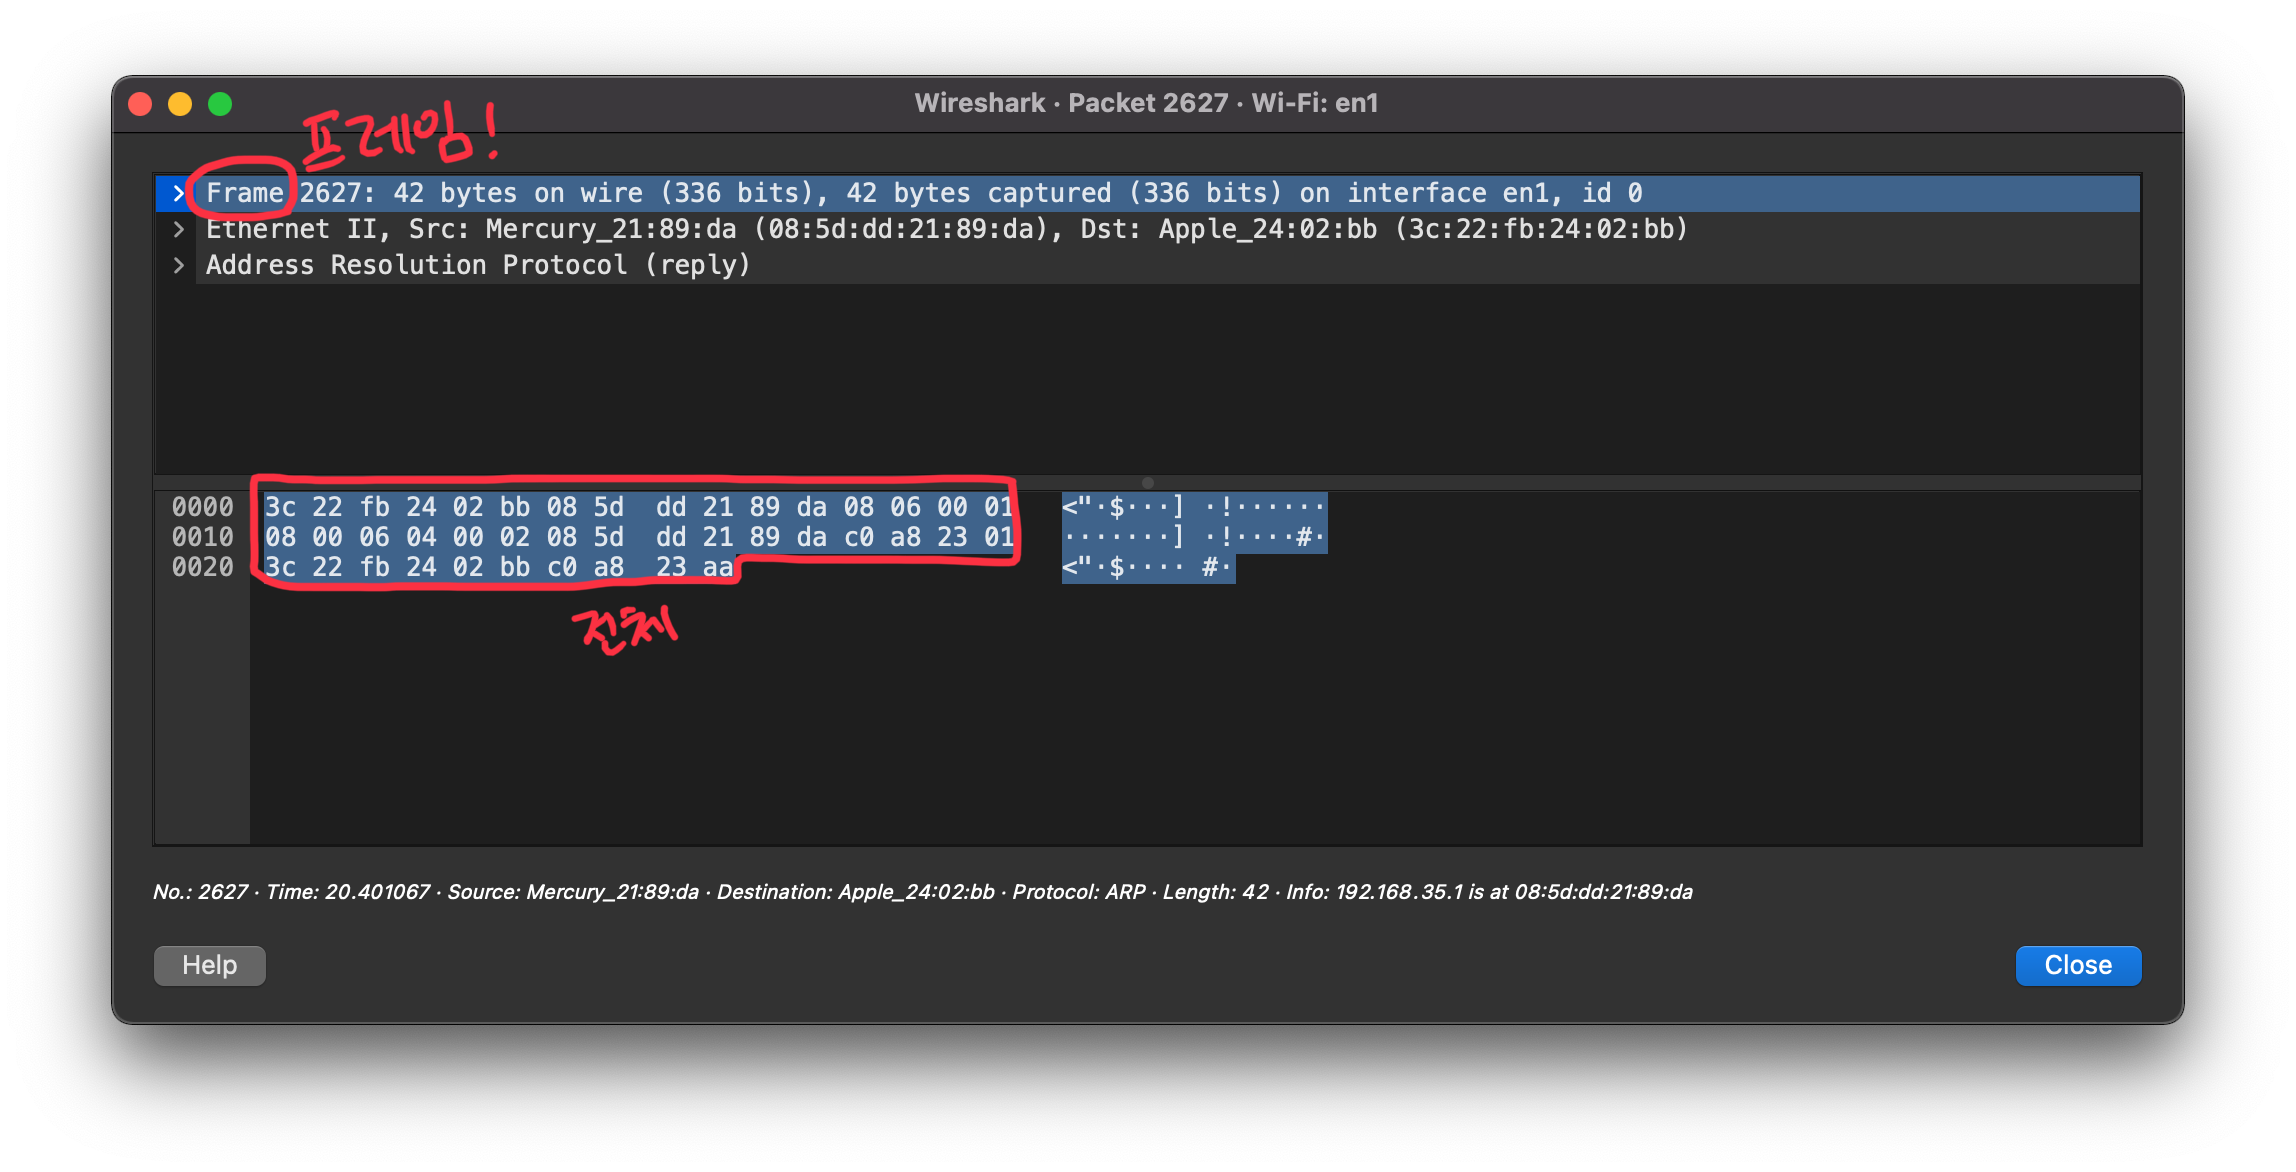 Wireshark · Packet 2627 · Wi-Fi: en1
프레임!
Frame 2627: 42 bytes on wire (336 bits), 42 bytes captured (336 bits) on interface en1, id 0
Ethernet II, Src: Mercury_21:89:da (08:5d:dd:21:89:da), Dst: Apple_24:02:bb (3c:22:fb:24:02:bb)
Address Resolution Protocol (reply)
0000 3c 22 fb 24 02 bb 08 5d dd 21 89 da 08 06 00 01 <"·$···] ·!······
0010 08 00 06 04 00 02 08 5d dd 21 89 da c0 a8 23 01 ·······] ·!····#·
0020 3c 22 fb 24 02 bb c0 a8 23 aa <"·$···· #·
전체
No.: 2627 · Time: 20.401067 · Source: Mercury_21:89:da · Destination: Apple_24:02:bb · Protocol: ARP · Length: 42 · Info: 192.168.35.1 is at 08:5d:dd:21:89:da
Help
Close